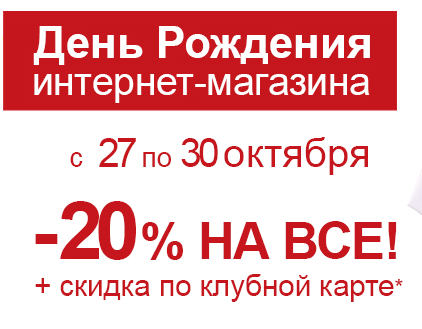 День Рождения
интернет-магазина
с 27 по 30 октября
-20% НА ВСЕ!
+ скидка по клубной карте*